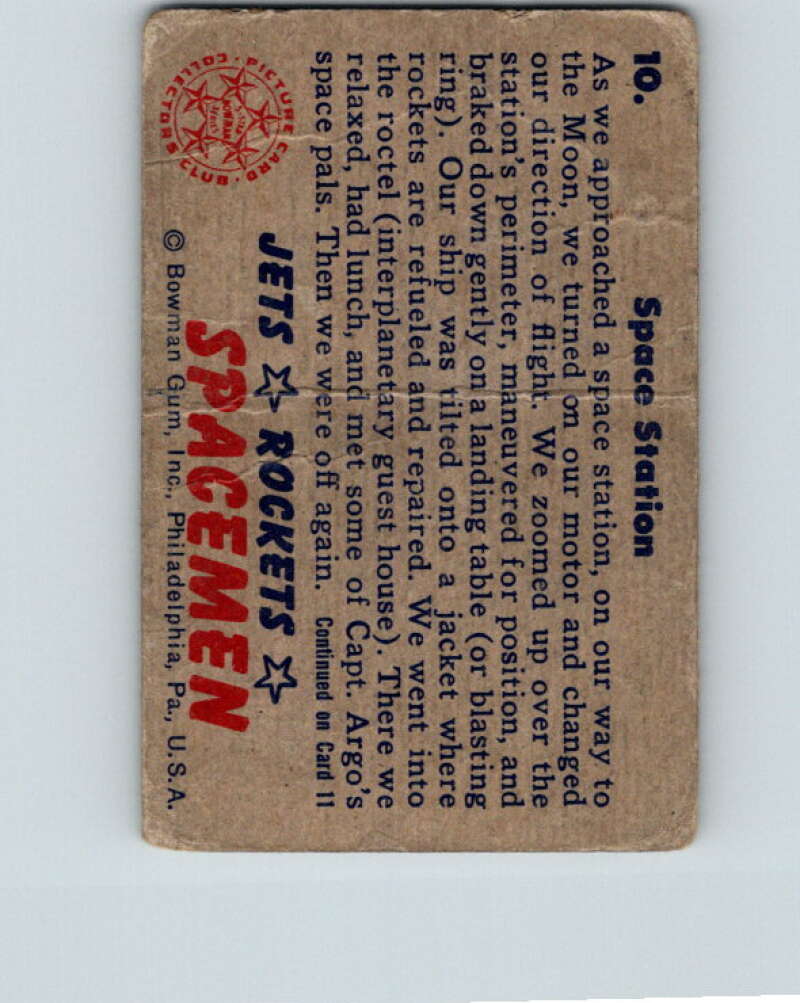 10.
Space Station
As we approached a space station, on our way to
the Moon, we turned on our motor and changed
our direction of flight. We zoomed up over the
station's perimeter, maneuvered for position, and
braked down gently on a landing table (or blasting
ring). Our ship was tilted onto a jacket where
rockets are refueled and repaired. We went into
the roctel (interplanetary guest house). There we
relaxed, had lunch, and met some of Capt. Argo's
space pals. Then we were off again. Continued on Card 11
PICTURE CARD
COLLECTORS CLUB
BOWMAN
JETS ☆ ROCKETS ☆
SPACEMEN
© Bowman Gum, Inc., Philadelphia, Pa., U.S.A.